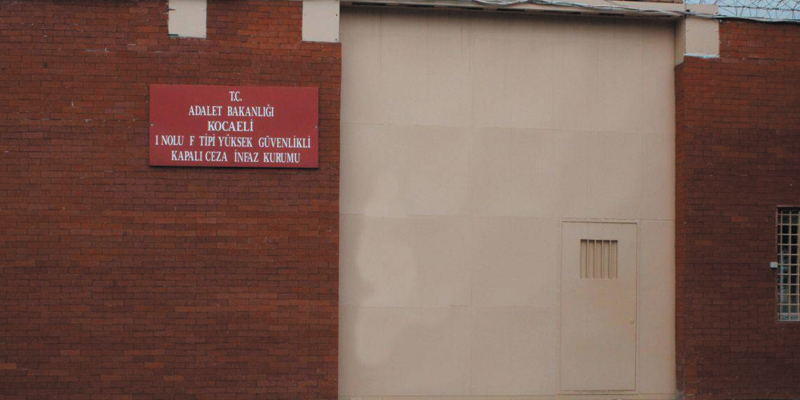 T.C.
ADALET BAKANLIĞI
KOCAELİ
1 NOLU F TİPİ YÜKSEK GÜVENLİKLİ
KAPALI CEZA İNFAZ KURUMU